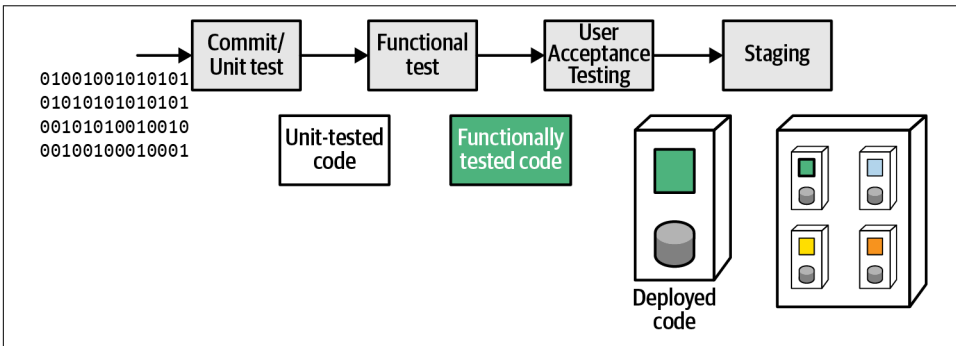 Commit/
Unit test
Functional
test
User
Acceptance
Testing
Staging
01001001010101
01010101010101
00101010010010
00100100010001
Unit-tested
code
Functionally
tested code
Deployed
code